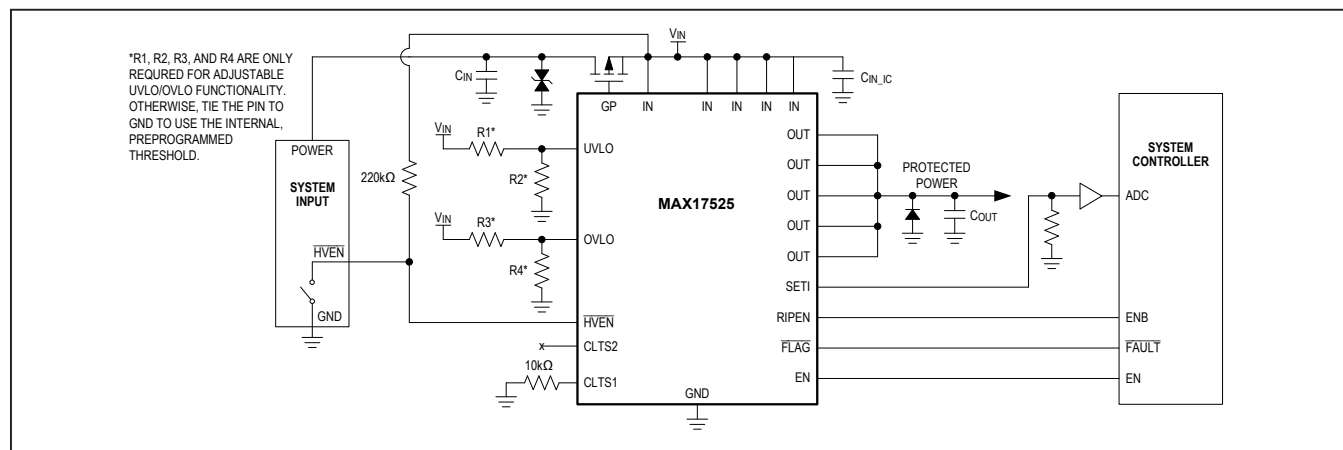 *R1, R2, R3, AND R4 ARE ONLY
REQURED FOR ADJUSTABLE
UVLO/OVLO FUNCTIONALITY.
OTHERWISE, TIE THE PIN TO
GND TO USE THE INTERNAL,
PREPROGRAMMED
THRESHOLD.
POWER
SYSTEM
INPUT
HVEN
GND
220kΩ
CIN
VIN
CIN_IC
GP
IN
IN
IN
IN
IN
VIN
R1*
R2*
UVLO
VIN
R3*
R4*
OVLO
HVEN
x
CLTS2
10kΩ
CLTS1
MAX17525
GND
OUT
OUT
OUT
OUT
OUT
SETI
RIPEN
FLAG
EN
PROTECTED
POWER
COUT
SYSTEM
CONTROLLER
ADC
ENB
FAULT
EN